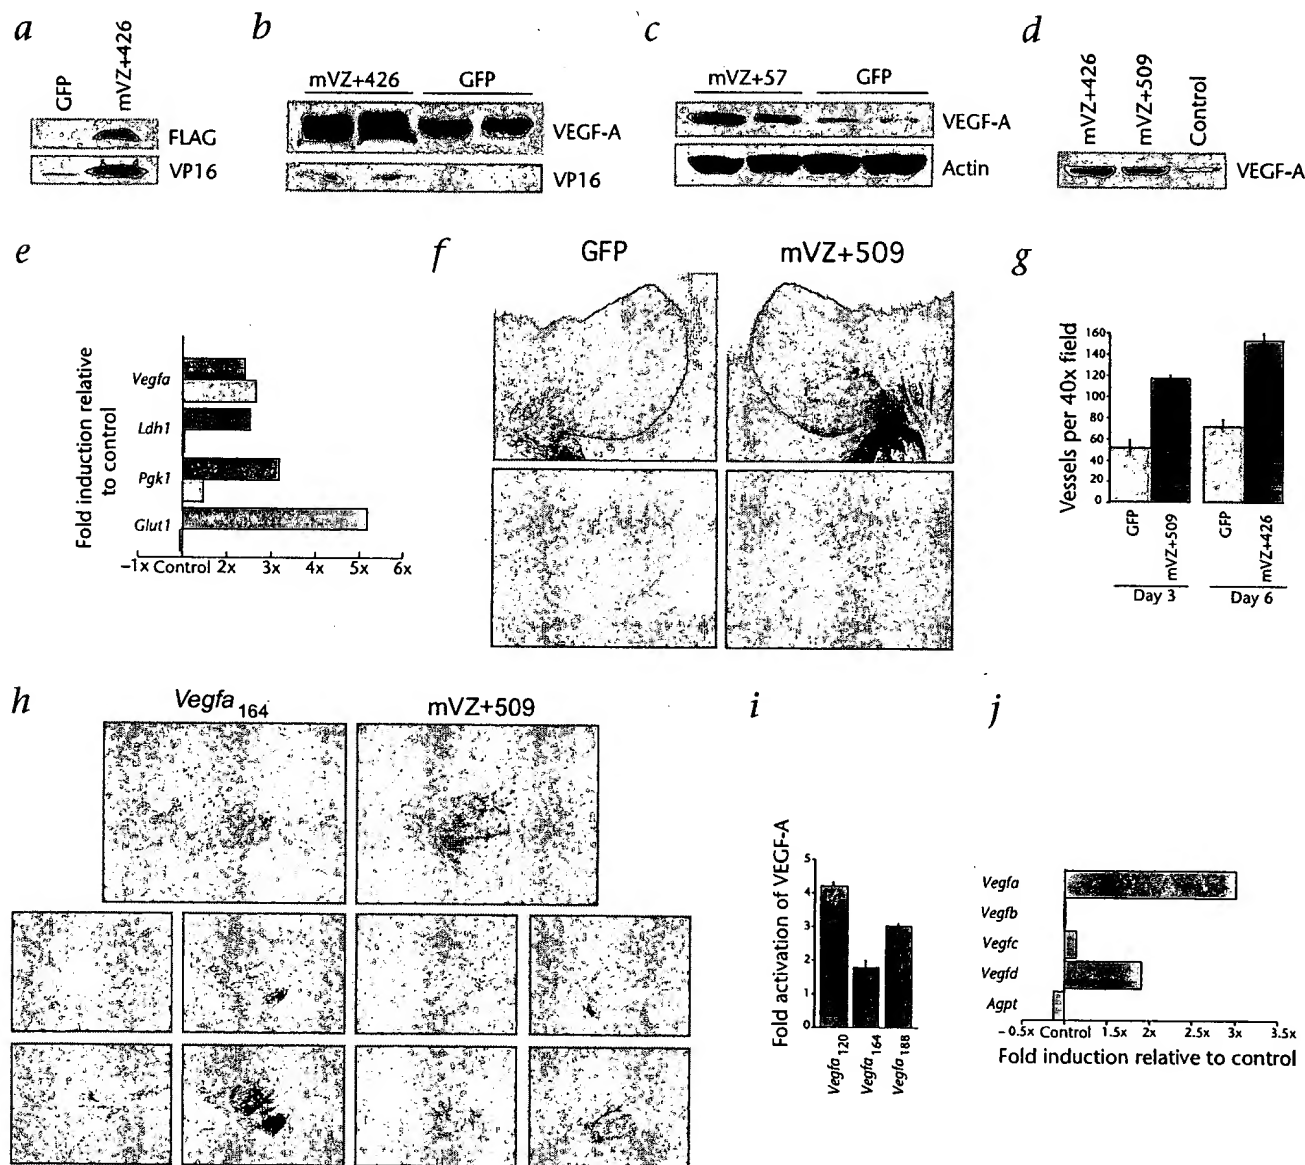 a
GFP
mVZ+426
FLAG
VP16
b
mVZ+426 GFP
VEGF-A
VP16
c
mVZ+57 GFP
VEGF-A
Actin
d
mVZ+426
mVZ+509
Control
VEGF-A
e
Fold induction relative
to control
Vegfa
Ldh1
Pgk1
Glut1
−1x Control 2x 3x 4x 5x 6x
f
GFP mVZ+509
g
Vessels per 40x field
160
140
120
100
80
60
40
20
0
GFP
mVZ+509
GFP
mVZ+426
Day 3 Day 6
h
Vegfa164 mVZ+509
i
Fold activation of VEGF-A
5
4
3
2
1
0
Vegfa120
Vegfa164
Vegfa188
j
Vegfa
Vegfb
Vegfc
Vegfd
Agpt
−0.5x Control 1.5x 2x 2.5x 3x 3.5x
Fold induction relative to control